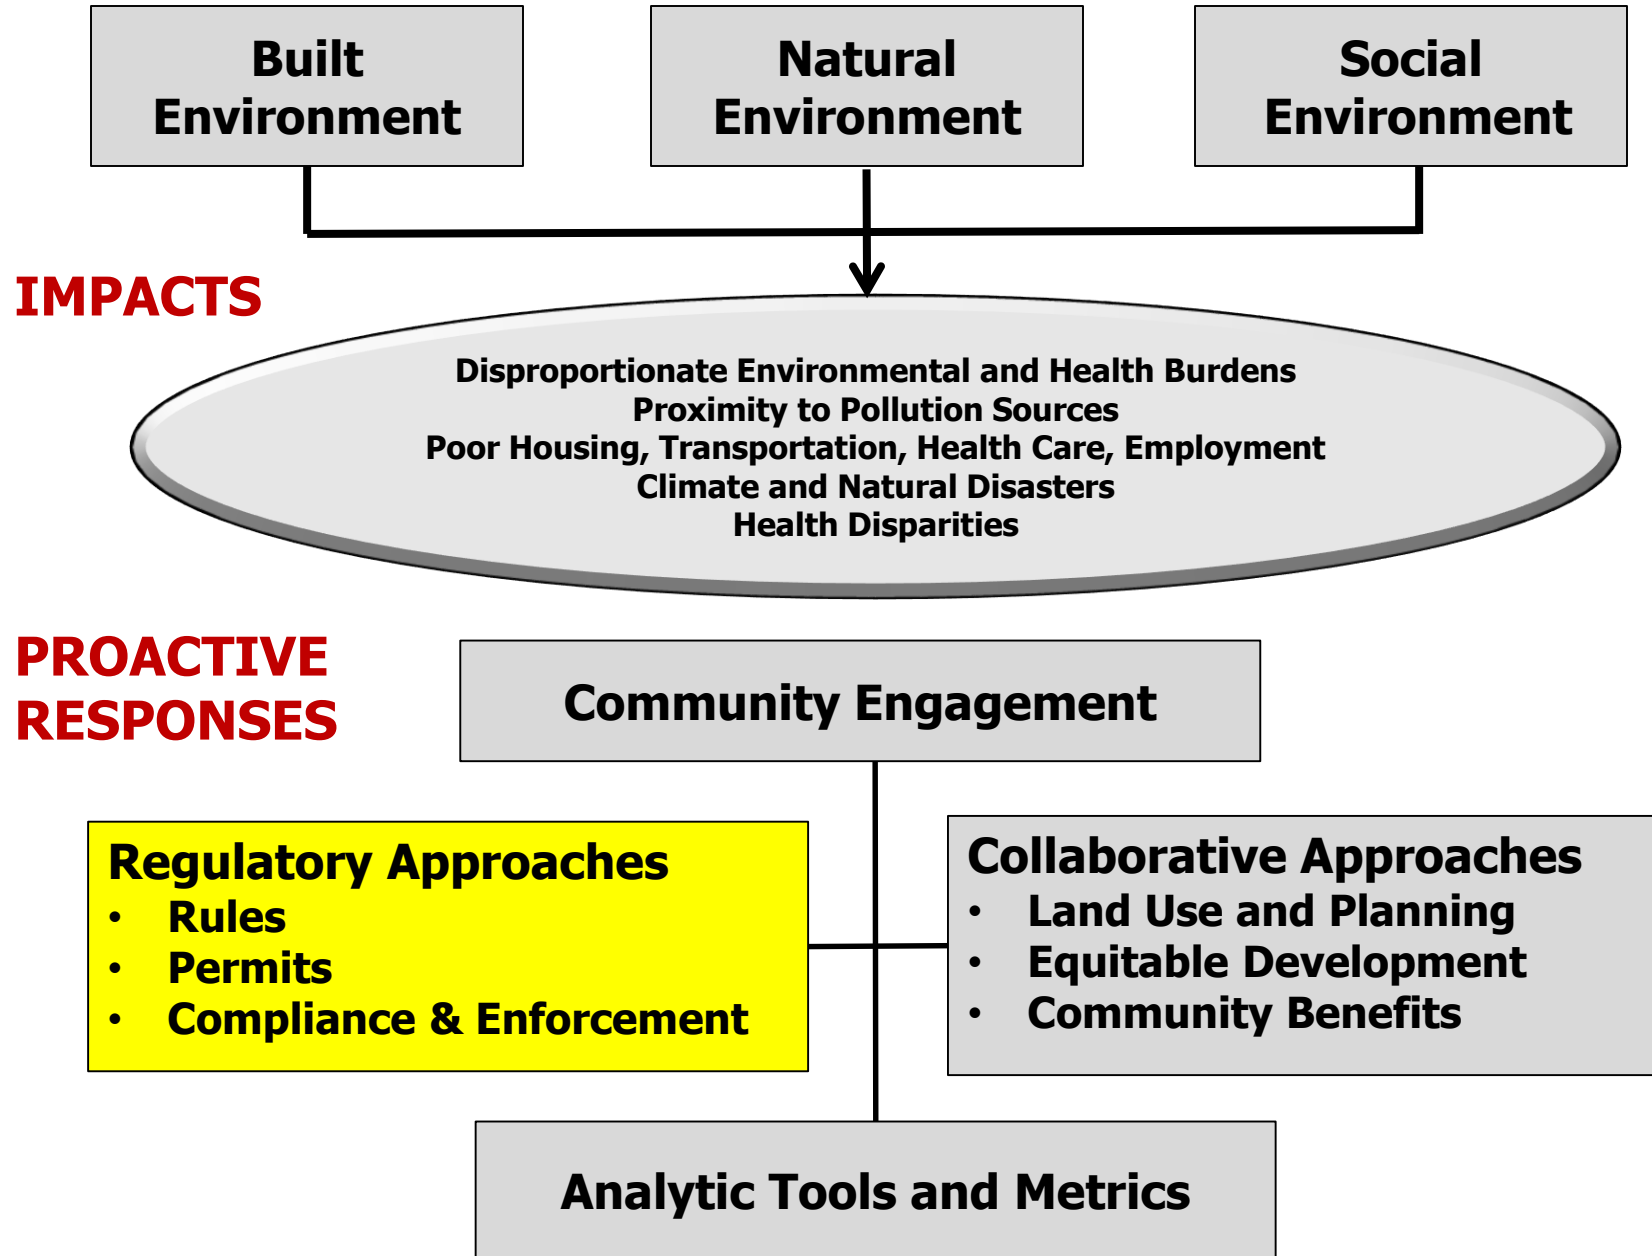 Built
Environment
Natural
Environment
Social
Environment
IMPACTS
Disproportionate Environmental and Health Burdens
Proximity to Pollution Sources
Poor Housing, Transportation, Health Care, Employment
Climate and Natural Disasters
Health Disparities
PROACTIVE
RESPONSES
Community Engagement
Regulatory Approaches
• Rules
• Permits
• Compliance & Enforcement
Collaborative Approaches
• Land Use and Planning
• Equitable Development
• Community Benefits
Analytic Tools and Metrics